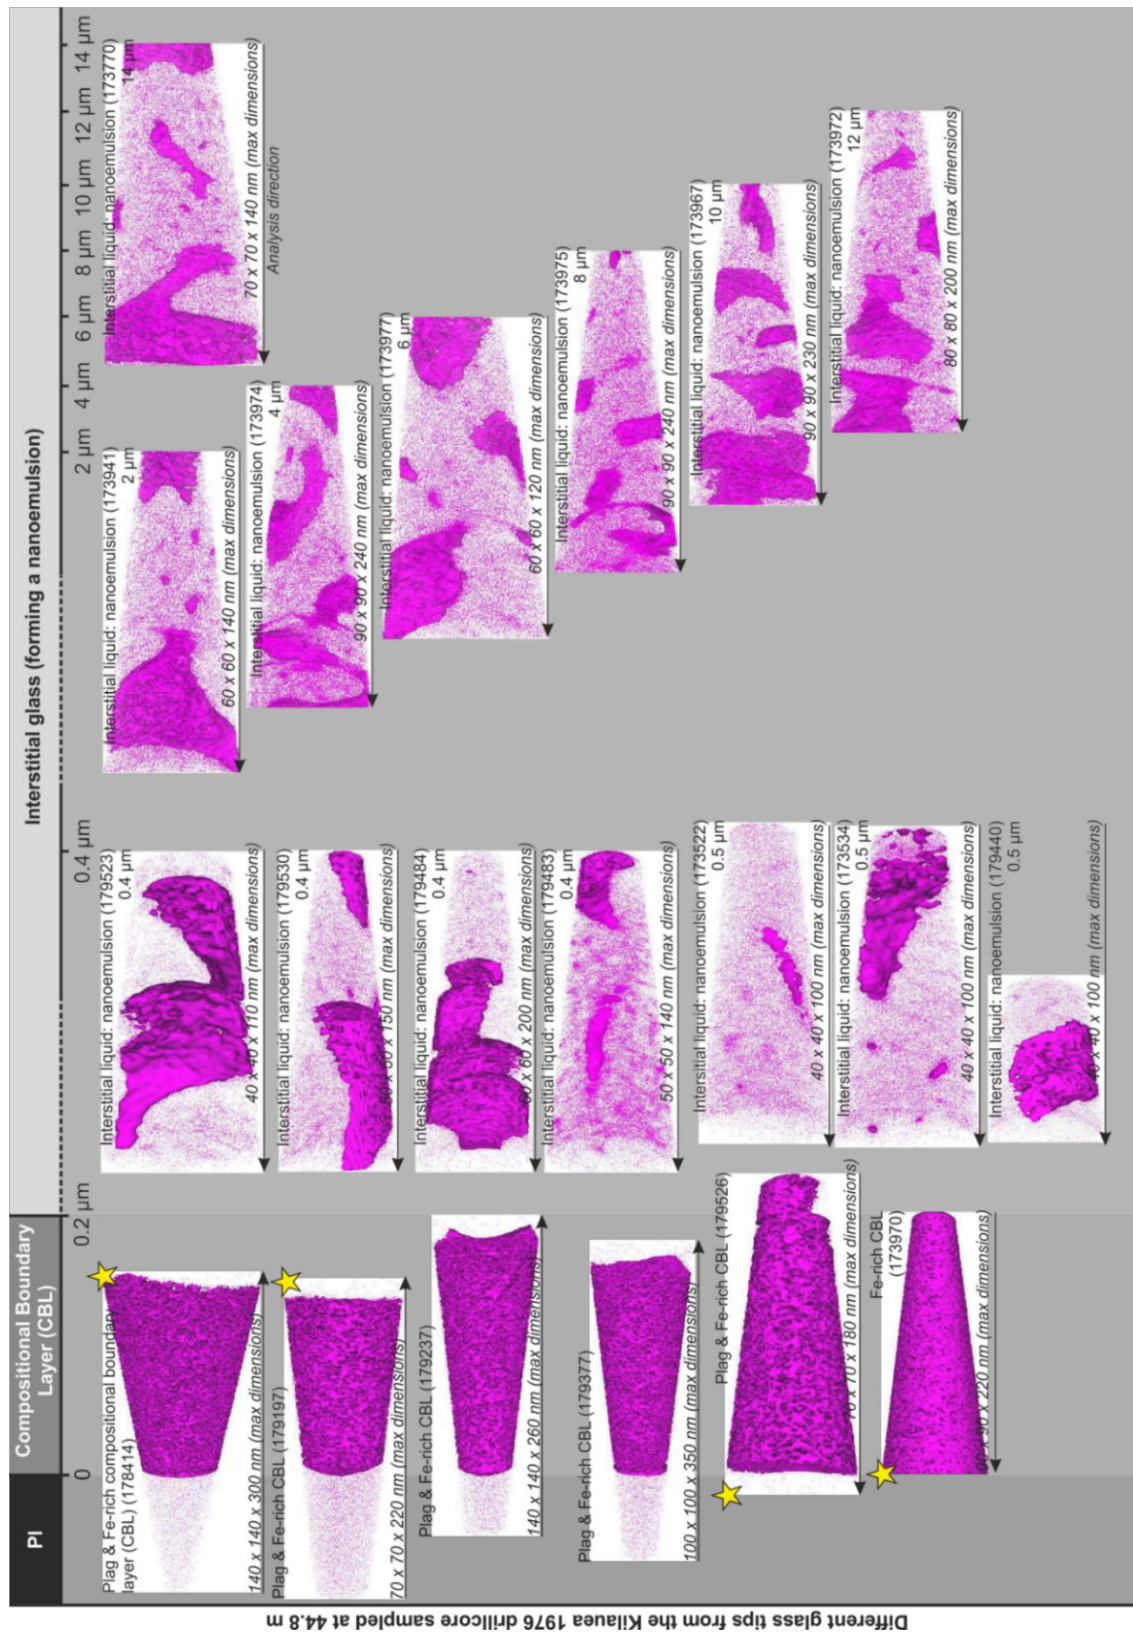 Different glass tips from the Kilauea 1976 drillcore sampled at 44.8 m
Pl
Compositional Boundary
Layer (CBL)
Interstitial glass (forming a nanoemulsion)
0
0.2 µm
0.4 µm
2 µm
4 µm
6 µm
8 µm
10 µm
12 µm
14 µm
Plag & Fe-rich compositional boundary
layer (CBL) (178414)
140 x 140 x 300 nm (max dimensions)
Plag & Fe-rich CBL (179197)
70 x 70 x 220 nm (max dimensions)
Plag & Fe-rich CBL (179237)
140 x 140 x 260 nm (max dimensions)
Plag & Fe-rich CBL (179377)
100 x 100 x 350 nm (max dimensions)
Plag & Fe-rich CBL (179526)
70 x 70 x 180 nm (max dimensions)
Fe-rich CBL
(173970)
x 90 x 220 nm (max dimensions)
Interstitial liquid: nanoemulsion (179523)
0.4 µm
40 x 40 x 110 nm (max dimensions)
Interstitial liquid: nanoemulsion (179530)
0.4 µm
x 50 x 150 nm (max dimensions)
Interstitial liquid: nanoemulsion (179484)
0.4 µm
60 x 60 x 200 nm (max dimensions)
Interstitial liquid: nanoemulsion (179483)
0.4 µm
50 x 50 x 140 nm (max dimensions)
Intersitial liquid: nanoemulsion (173522)
0.5 µm
40 x 40 x 100 nm (max dimensions)
Interstitial liquid: nanoemulsion (173534)
0.5 µm
40 x 40 x 100 nm (max dimensions)
Interstitial liquid: nanoemulsion (179440)
0.5 µm
40 x 40 x 100 nm (max dimensions)
Interstitial liquid: nanoemulsion (173941)
2 µm
60 x 60 x 140 nm (max dimensions)
Interstitial liquid: nanoemulsion (173974)
4 µm
90 x 90 x 240 nm (max dimensions)
Interstitial liquid: nanoemulsion (173977)
6 µm
60 x 60 x 120 nm (max dimensions)
Interstitial liquid: nanoemulsion (173975)
8 µm
90 x 90 x 240 nm (max dimensions)
Interstitial liquid: nanoemulsion (173967)
10 µm
90 x 90 x 230 nm (max dimensions)
Interstitial liquid: nanoemulsion (173972)
12 µm
80 x 80 x 200 nm (max dimensions)
Interstitial liquid: nanoemulsion (173770)
14 µm
70 x 70 x 140 nm (max dimensions)
Analysis direction